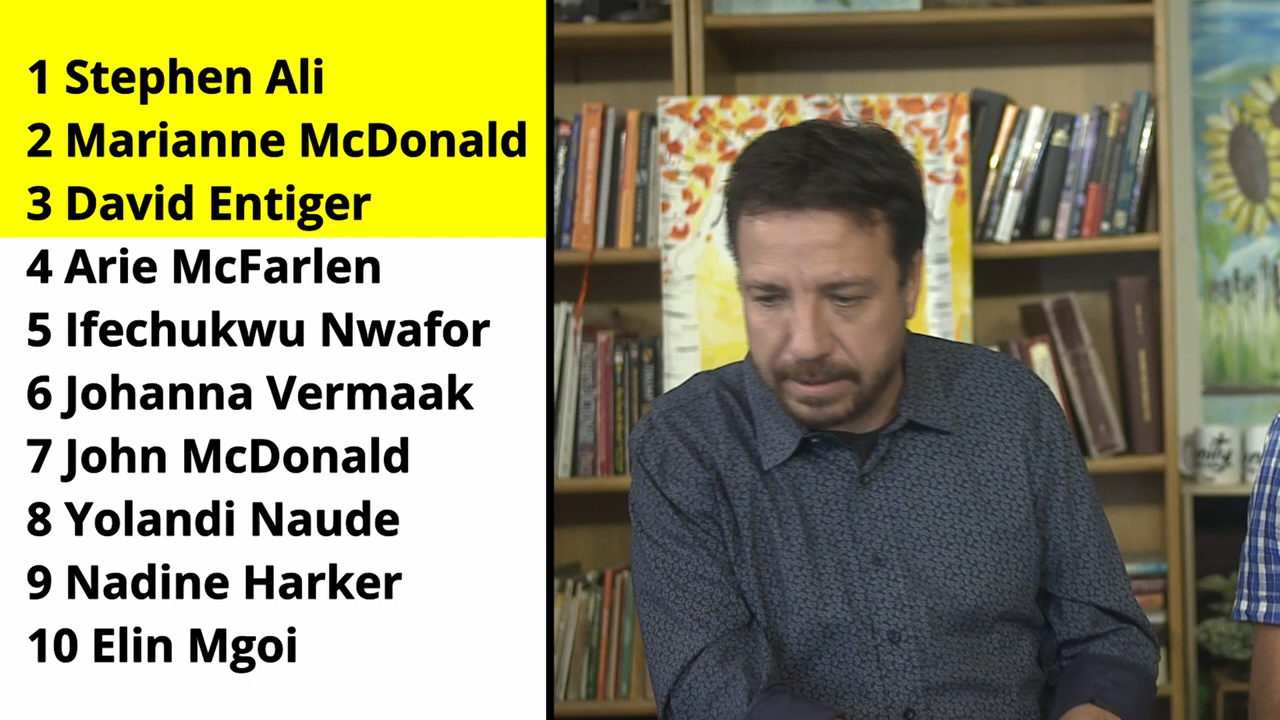 1 Stephen Ali
2 Marianne McDonald
3 David Entiger
4 Arie McFarlen
5 Ifechukwu Nwafor
6 Johanna Vermaak
7 John McDonald
8 Yolandi Naude
9 Nadine Harker
10 Elin Mgoi